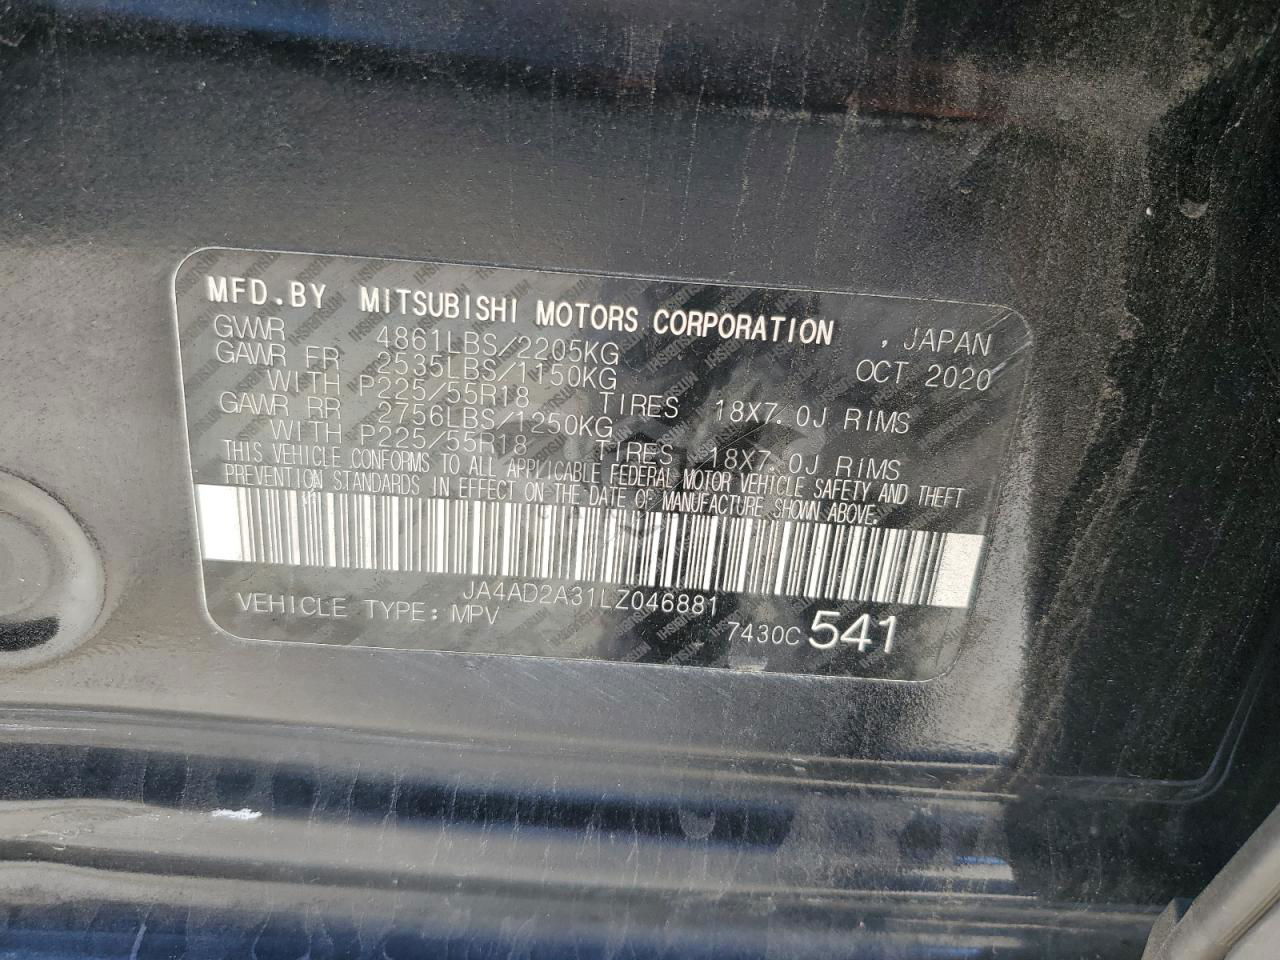 MFD.BY MITSUBISHI MOTORS CORPORATION , JAPAN
GVWR 4861LBS/2205KG OCT 2020
GAWR FR 2535LBS/1150KG
WITH P225/55R18 TIRES 18X7.0J RIMS
GAWR RR 2756LBS/1250KG
WITH P225/55R18 TIRES 18X7.0J RIMS
THIS VEHICLE CONFORMS TO ALL APPLICABLE FEDERAL MOTOR VEHICLE SAFETY AND THEFT
PREVENTION STANDARDS IN EFFECT ON THE DATE OF MANUFACTURE SHOWN ABOVE.
JA4AD2A31LZ046881
VEHICLE TYPE: MPV 7430C 541